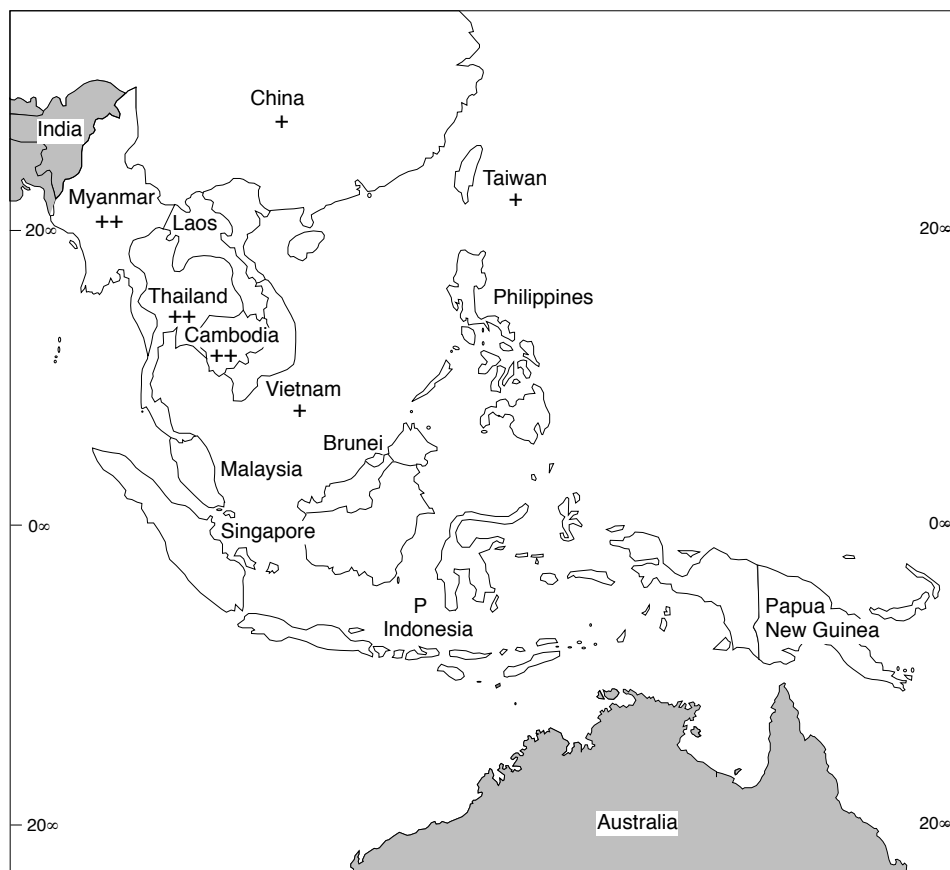 China
+
India
Taiwan
+
Myanmar
++
Laos
20∞
20∞
Thailand
++
Philippines
Cambodia
++
Vietnam
+
Brunei
Malaysia
0∞
Singapore
0∞
P
Indonesia
Papua
New Guinea
20∞
Australia
20∞